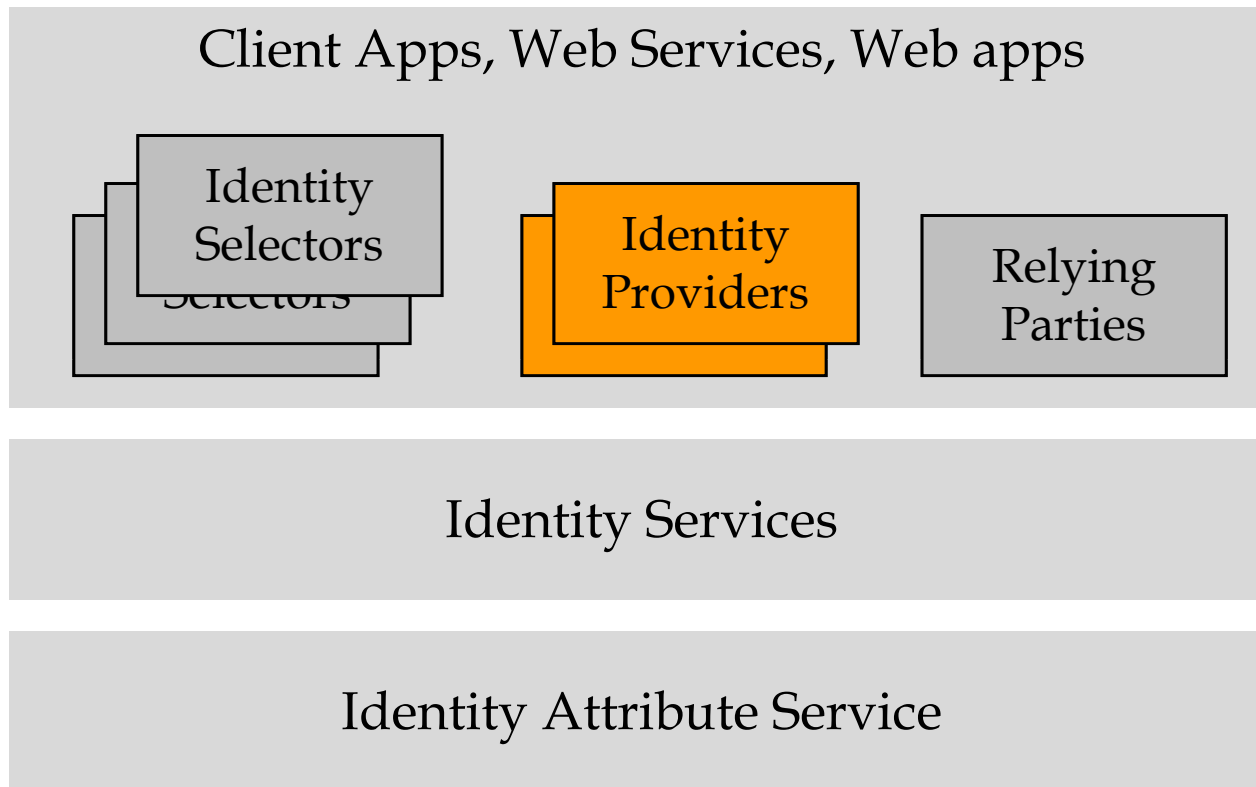 Client Apps, Web Services, Web apps
Identity
Selectors
Selectors
Identity
Providers
Relying
Parties
Identity Services
Identity Attribute Service